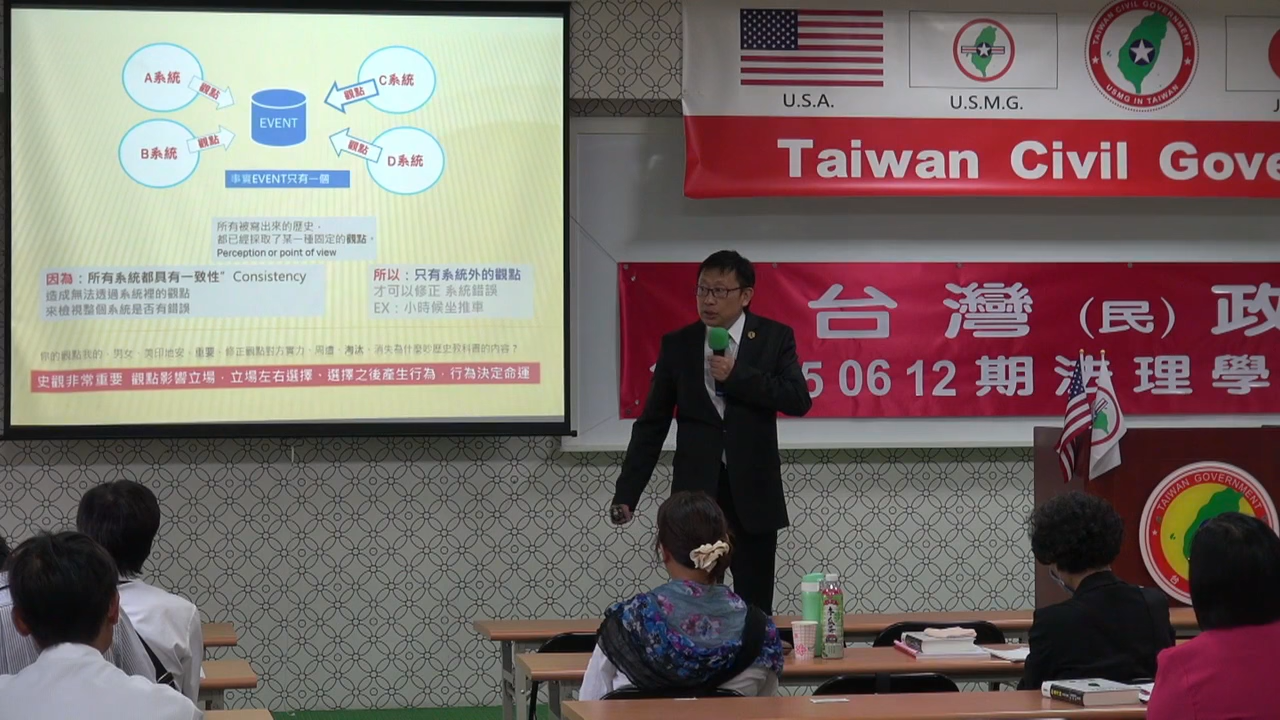 A系統
觀點
B系統
觀點
EVENT
C系統
觀點
D系統
觀點
事實EVENT只有一個
所有被寫出來的歷史，
都已經採取了某一種固定的觀點，
Perception or point of view
因為：所有系統都具有一致性" Consistency
造成無法透過系統裡的觀點
來檢視整個系統是否有錯誤
所以：只有系統外的觀點
才可以修正 系統錯誤
EX：小時候坐推車
史觀非常重要 觀點影響立場，立場左右選擇、選擇之後產生行為，行為決定命運
U.S.A.
U.S.M.G.
TAIWAN CIVIL GOVERNMENT
USMG IN TAIWAN
Taiwan Civil Gove
台灣（民）政
5 06 12 期 法理學
TAIWAN GOVERNMENT